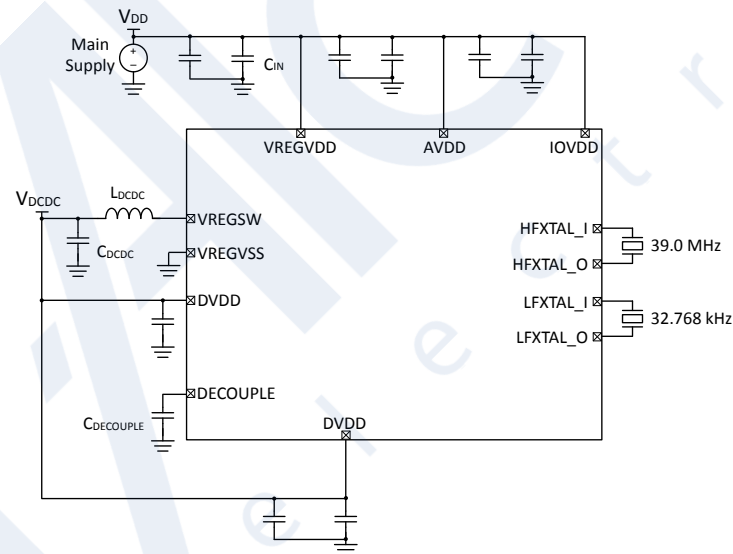 VDD
Main
Supply
+
−
CIN
VREGVDD
AVDD
IOVDD
VDCDC
LDCDC
VREGSW
CDCDC
VREGVSS
DVDD
DECOUPLE
CDECOUPLE
DVDD
HFXTAL_I
39.0 MHz
HFXTAL_O
LFXTAL_I
32.768 kHz
LFXTAL_O
e l e c t r